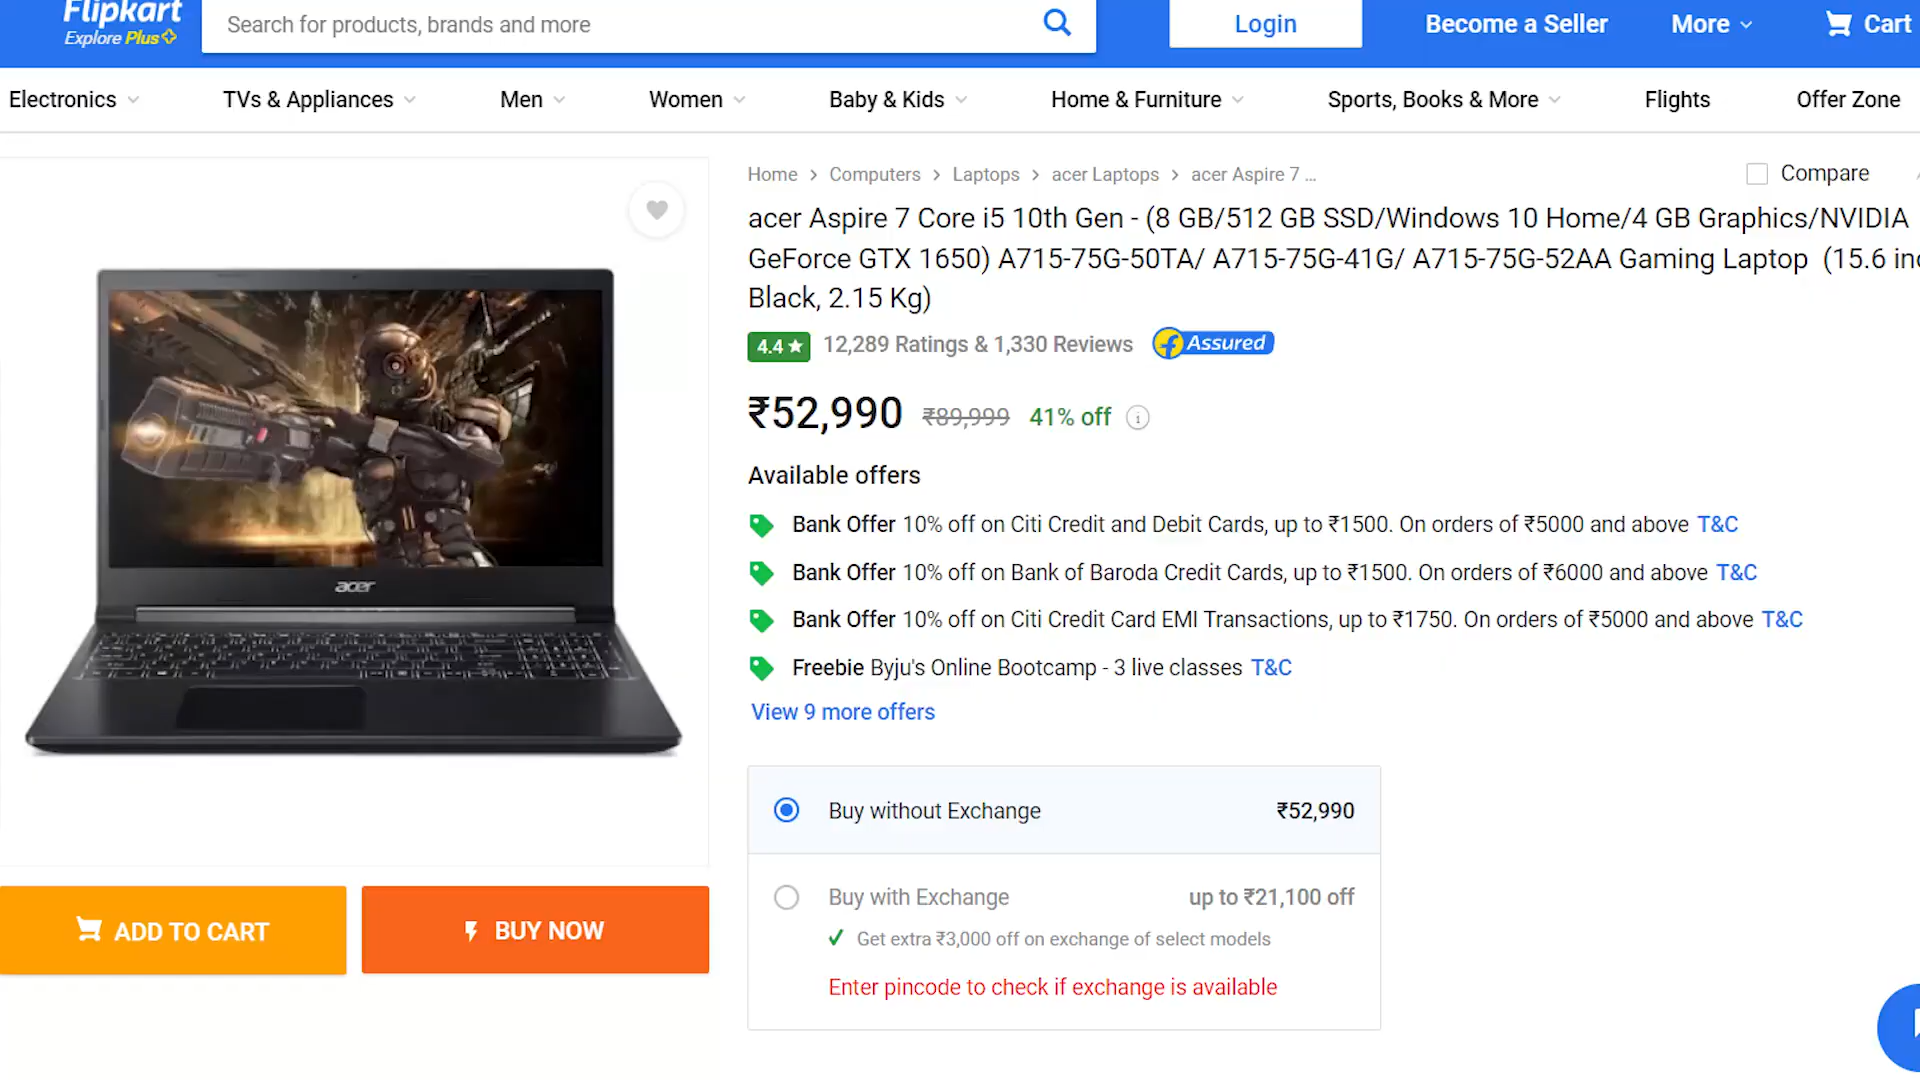 Flipkart
Explore Plus
Search for products, brands and more
Login
Become a Seller
More
Cart
Electronics
TVs & Appliances
Men
Women
Baby & Kids
Home & Furniture
Sports, Books & More
Flights
Offer Zone
Home > Computers > Laptops > acer Laptops > acer Aspire 7 ...
Compare
acer Aspire 7 Core i5 10th Gen - (8 GB/512 GB SSD/Windows 10 Home/4 GB Graphics/NVIDIA
GeForce GTX 1650) A715-75G-50TA/ A715-75G-41G/ A715-75G-52AA Gaming Laptop (15.6
Black, 2.15 Kg)
4.4 ★ 12,289 Ratings & 1,330 Reviews Assured
₹52,990 ₹89,999 41% off
Available offers
Bank Offer 10% off on Citi Credit and Debit Cards, up to ₹1500. On orders of ₹5000 and above T&C
Bank Offer 10% off on Bank of Baroda Credit Cards, up to ₹1500. On orders of ₹6000 and above T&C
Bank Offer 10% off on Citi Credit Card EMI Transactions, up to ₹1750. On orders of ₹5000 and above T&C
Freebie Byju's Online Bootcamp - 3 live classes T&C
View 9 more offers
acer
Buy without Exchange ₹52,990
Buy with Exchange up to ₹21,100 off
Get extra ₹3,000 off on exchange of select models
Enter pincode to check if exchange is available
ADD TO CART
BUY NOW